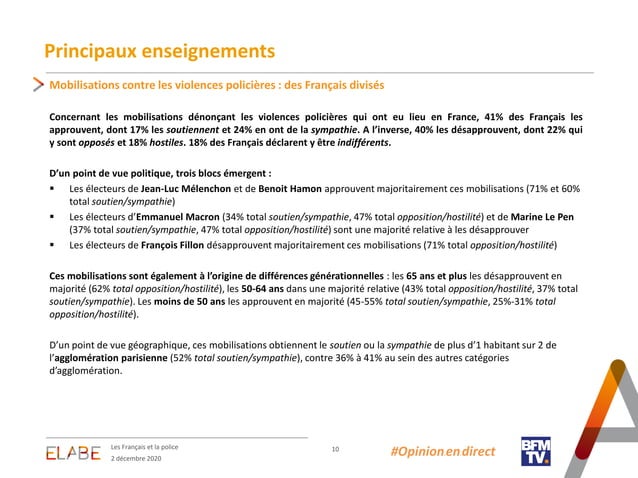 Principaux enseignements
Mobilisations contre les violences policières : des Français divisés
Concernant les mobilisations dénonçant les violences policières qui ont eu lieu en France, 41% des Français les
approuvent, dont 17% les soutiennent et 24% en ont de la sympathie. A l’inverse, 40% les désapprouvent, dont 22% qui
y sont opposés et 18% hostiles. 18% des Français déclarent y être indifférents.
D’un point de vue politique, trois blocs émergent :
▪ Les électeurs de Jean-Luc Mélenchon et de Benoit Hamon approuvent majoritairement ces mobilisations (71% et 60%
total soutien/sympathie)
▪ Les électeurs d’Emmanuel Macron (34% total soutien/sympathie, 47% total opposition/hostilité) et de Marine Le Pen
(37% total soutien/sympathie, 47% total opposition/hostilité) sont une majorité relative à les désapprouver
▪ Les électeurs de François Fillon désapprouvent majoritairement ces mobilisations (71% total opposition/hostilité)
Ces mobilisations sont également à l’origine de différences générationnelles : les 65 ans et plus les désapprouvent en
majorité (62% total opposition/hostilité), les 50-64 ans dans une majorité relative (43% total opposition/hostilité, 37% total
soutien/sympathie). Les moins de 50 ans les approuvent en majorité (45-55% total soutien/sympathie, 25%-31% total
opposition/hostilité).
D’un point de vue géographique, ces mobilisations obtiennent le soutien ou la sympathie de plus d’1 habitant sur 2 de
l’agglomération parisienne (52% total soutien/sympathie), contre 36% à 41% au sein des autres catégories
d’agglomération.
ELABE
Les Français et la police
2 décembre 2020
10
#Opinion en direct
BFM
TV.